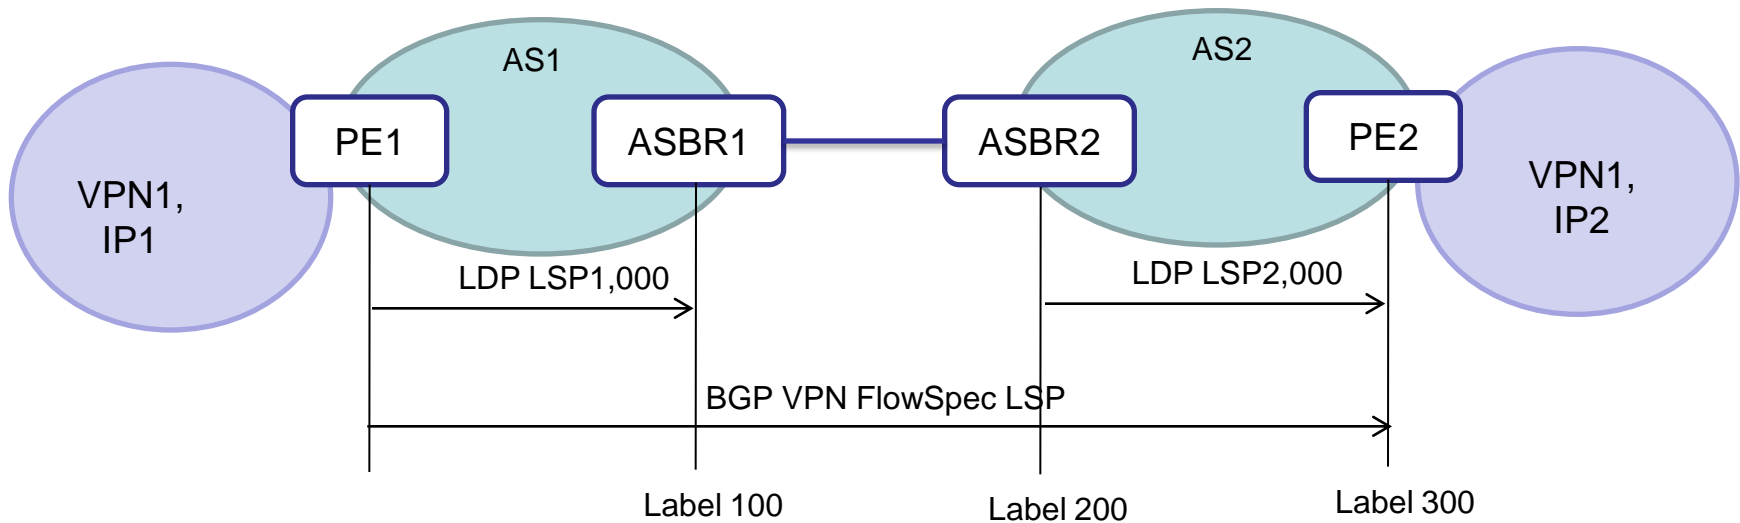 AS1
AS2
PE1
ASBR1
ASBR2
PE2
VPN1,
IP1
VPN1,
IP2
LDP LSP1,000
LDP LSP2,000
BGP VPN FlowSpec LSP
Label 100
Label 200
Label 300